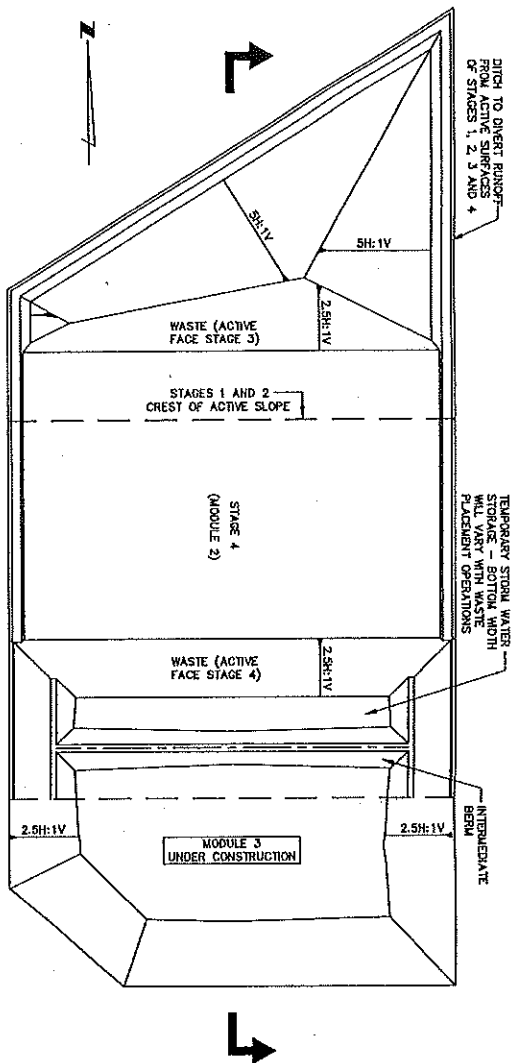 DITCH TO DIVERT RUNOFF
FROM ACTIVE SURFACES
OF STAGES 1, 2, 3 AND 4
N
5H:1V
5H:1V
2.5H:1V
WASTE (ACTIVE
FACE STAGE 3)
STAGES 1 AND 2
CREST OF ACTIVE SLOPE
STAGE 4
(MODULE 2)
TEMPORARY STORM WATER
STORAGE - BOTTOM WIDTH
WILL VARY WITH WASTE
PLACEMENT OPERATIONS
WASTE (ACTIVE
FACE STAGE 4)
2.5H:1V
INTERMEDIATE
BERM
2.5H:1V
2.5H:1V
MODULE 3
UNDER CONSTRUCTION